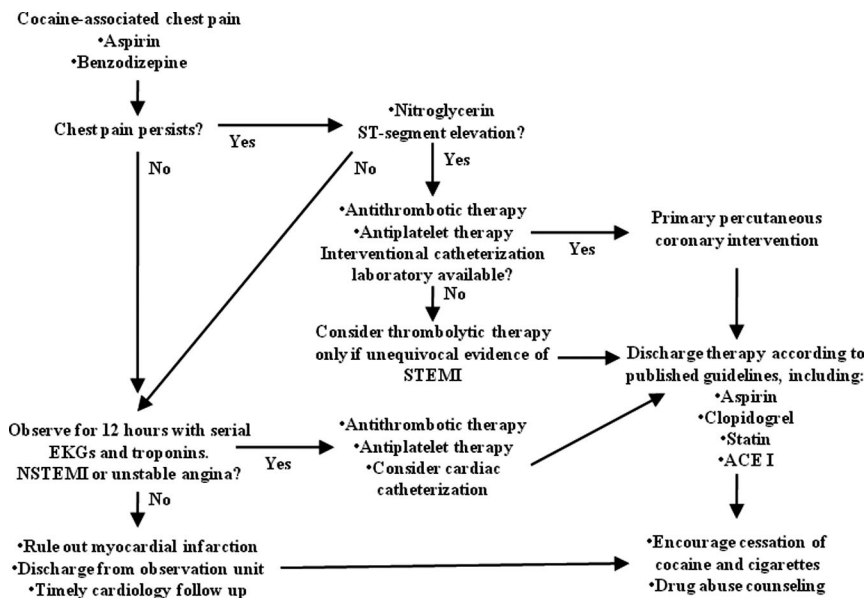 Cocaine-associated chest pain
•Aspirin
•Benzodizepine
Chest pain persists?
Yes
No
•Nitroglycerin
ST-segment elevation?
No
Yes
•Antithrombotic therapy
•Antiplatelet therapy
Interventional catheterization
laboratory available?
Yes
No
Primary percutaneous
coronary intervention
Consider thrombolytic therapy
only if unequivocal evidence of
STEMI
Discharge therapy according to
published guidelines, including:
•Aspirin
•Clopidogrel
•Statin
•ACE I
Observe for 12 hours with serial
EKGs and troponins.
NSTEMI or unstable angina?
Yes
No
•Antithrombotic therapy
•Antiplatelet therapy
•Consider cardiac
catheterization
•Rule out myocardial infarction
•Discharge from observation unit
•Timely cardiology follow up
•Encourage cessation of
cocaine and cigarettes
•Drug abuse counseling